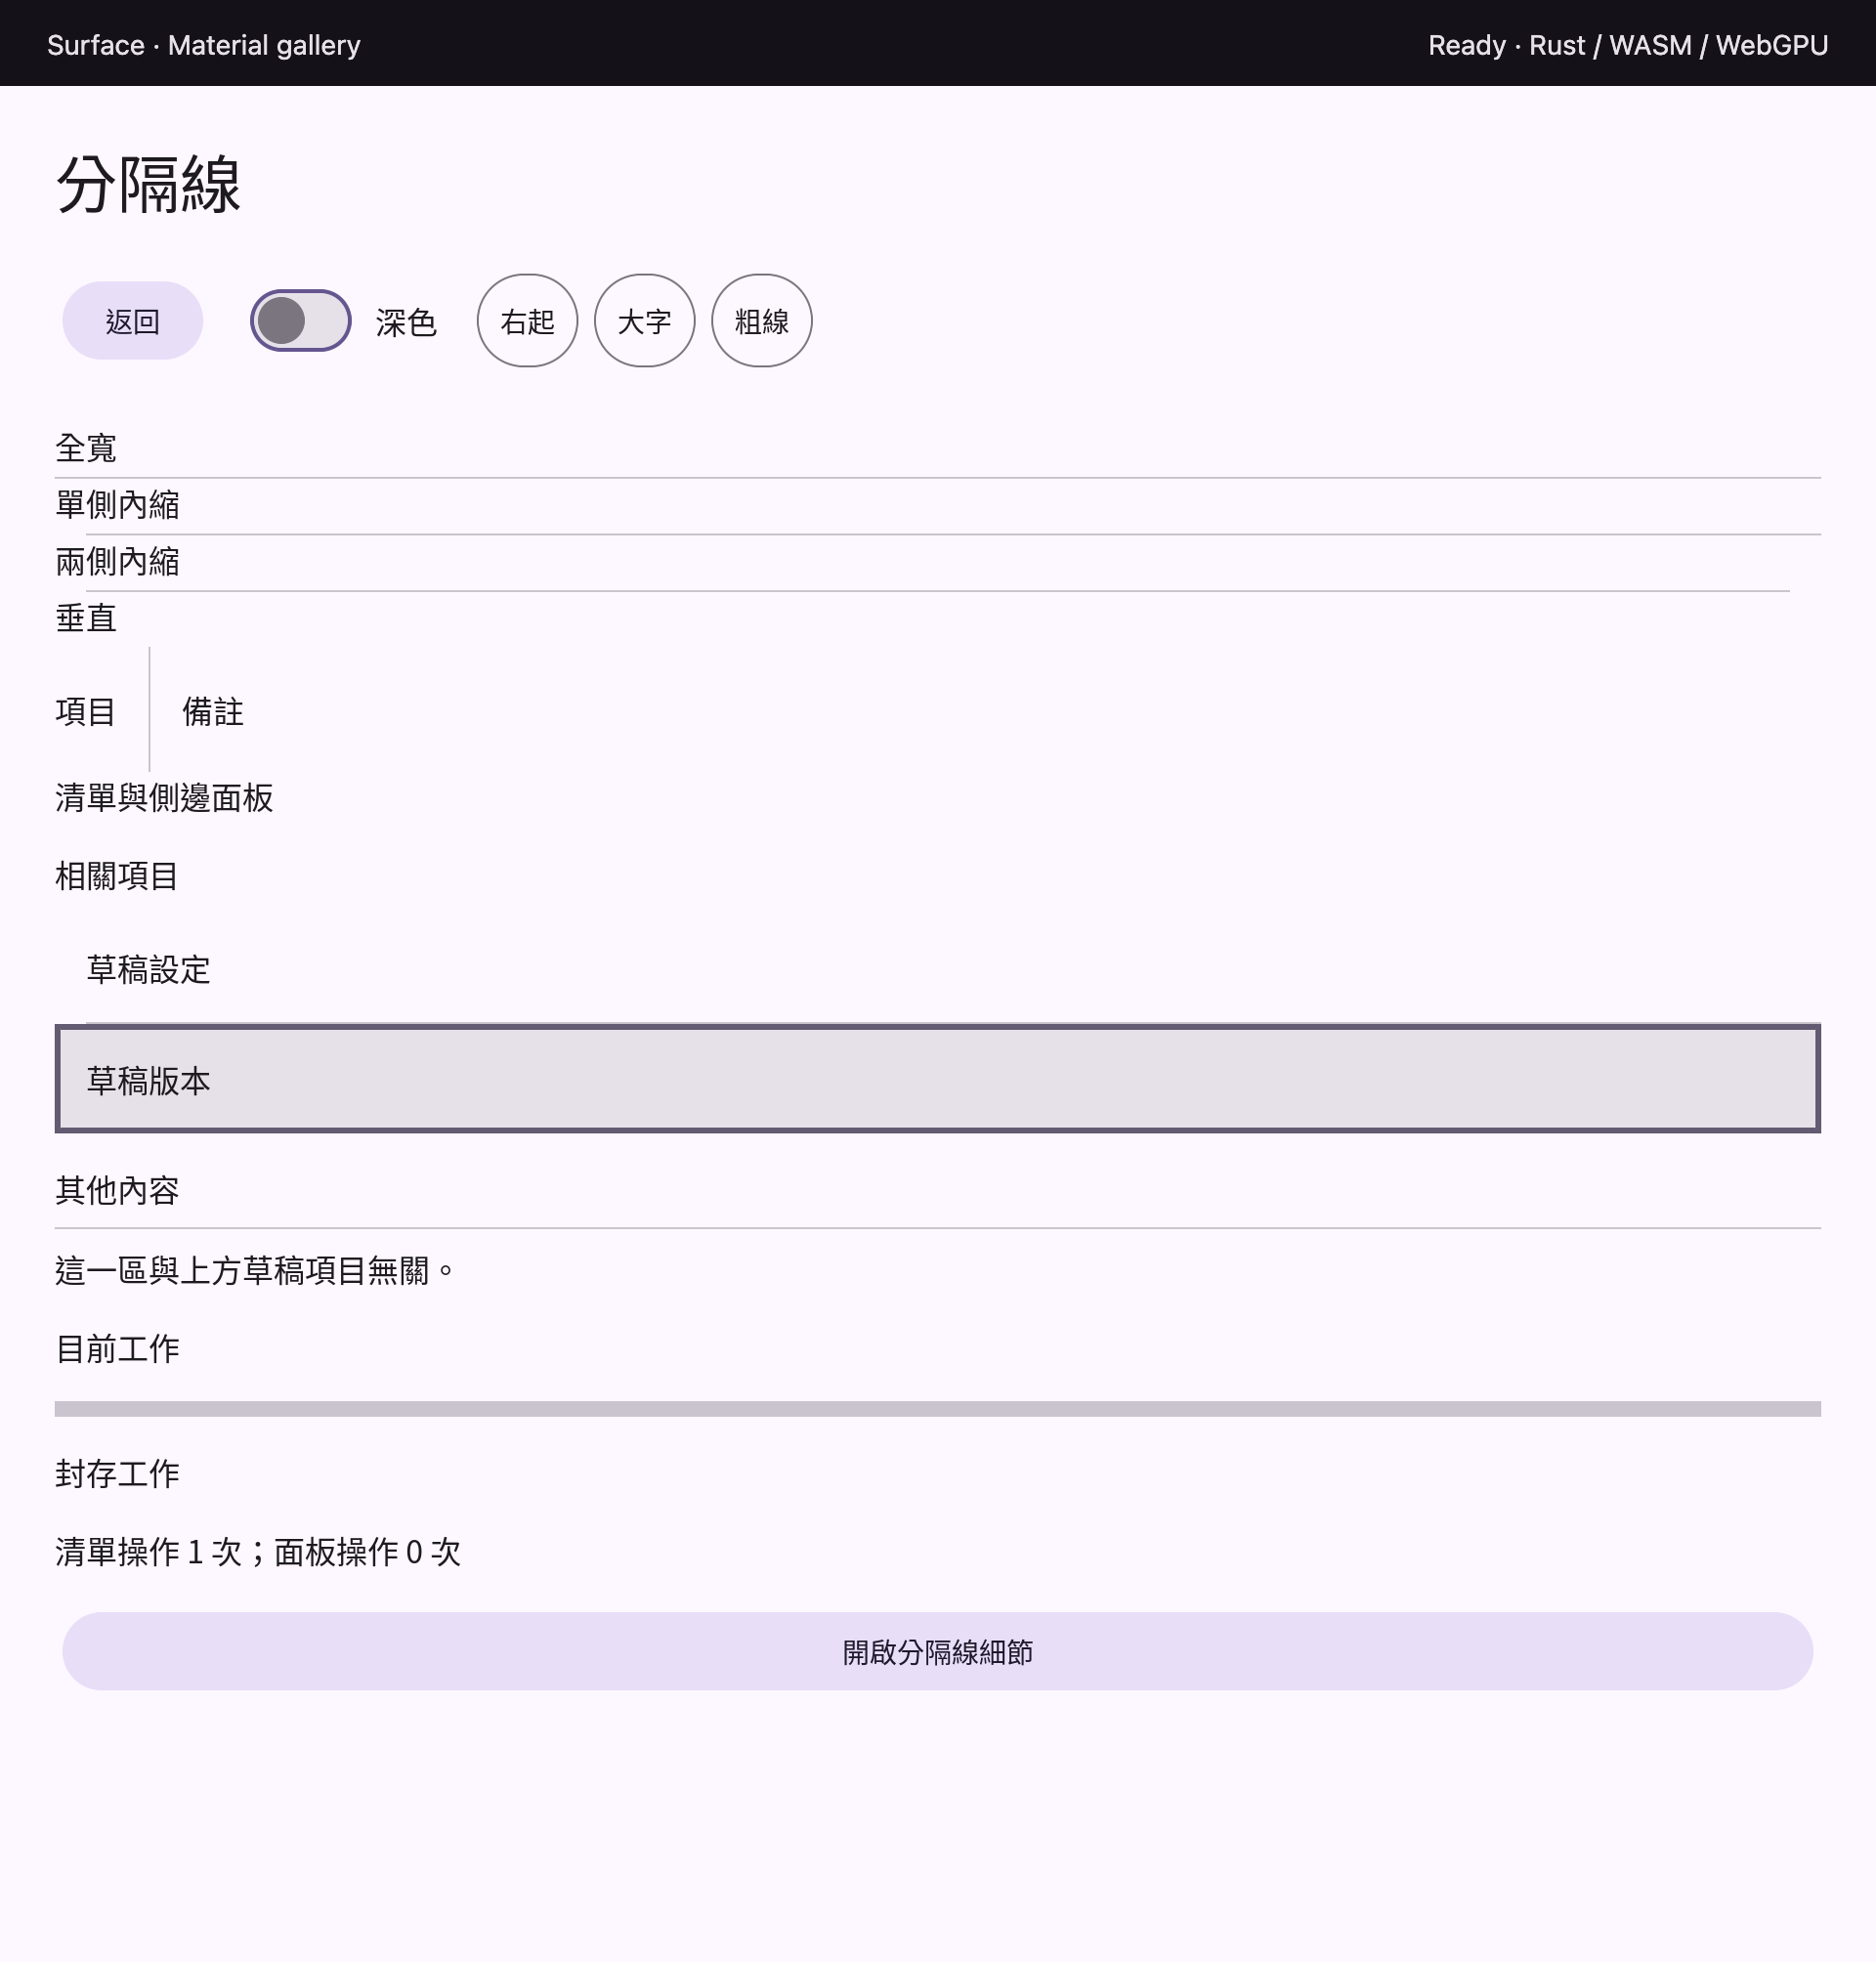 Surface · Material gallery
Ready · Rust / WASM / WebGPU
分隔線
返回 深色 右起 大字 粗線
全寬
單側內縮
兩側內縮
垂直
項目 備註
清單與側邊面板
相關項目
草稿設定
草稿版本
其他內容
這一區與上方草稿項目無關。
目前工作
封存工作
清單操作 1 次；面板操作 0 次
開啟分隔線細節